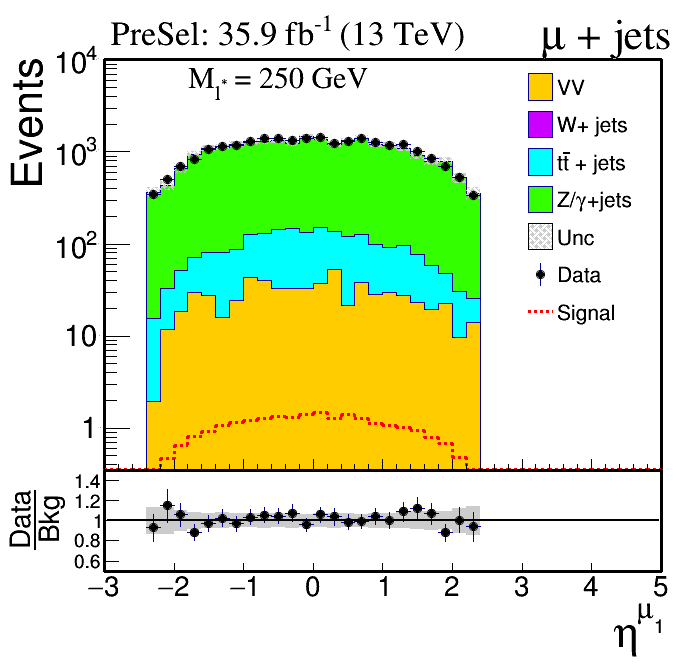 PreSel: 35.9 fb⁻¹ (13 TeV)
μ + jets
M_l* = 250 GeV
Events
10⁴
10³
10²
10
1
VV
W+ jets
tt̄ + jets
Z/γ+jets
Unc
Data
Signal
Data
Bkg
1.4
1.2
1
0.8
0.6
−3 −2 −1 0 1 2 3 4 5
η^μ₁